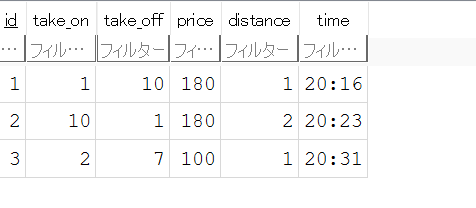 id take_on take_off price distance time
… フィル… フィルター フィ… フィルター フィル…
1 1 10 180 1 20:16
2 10 1 180 2 20:23
3 2 7 100 1 20:31